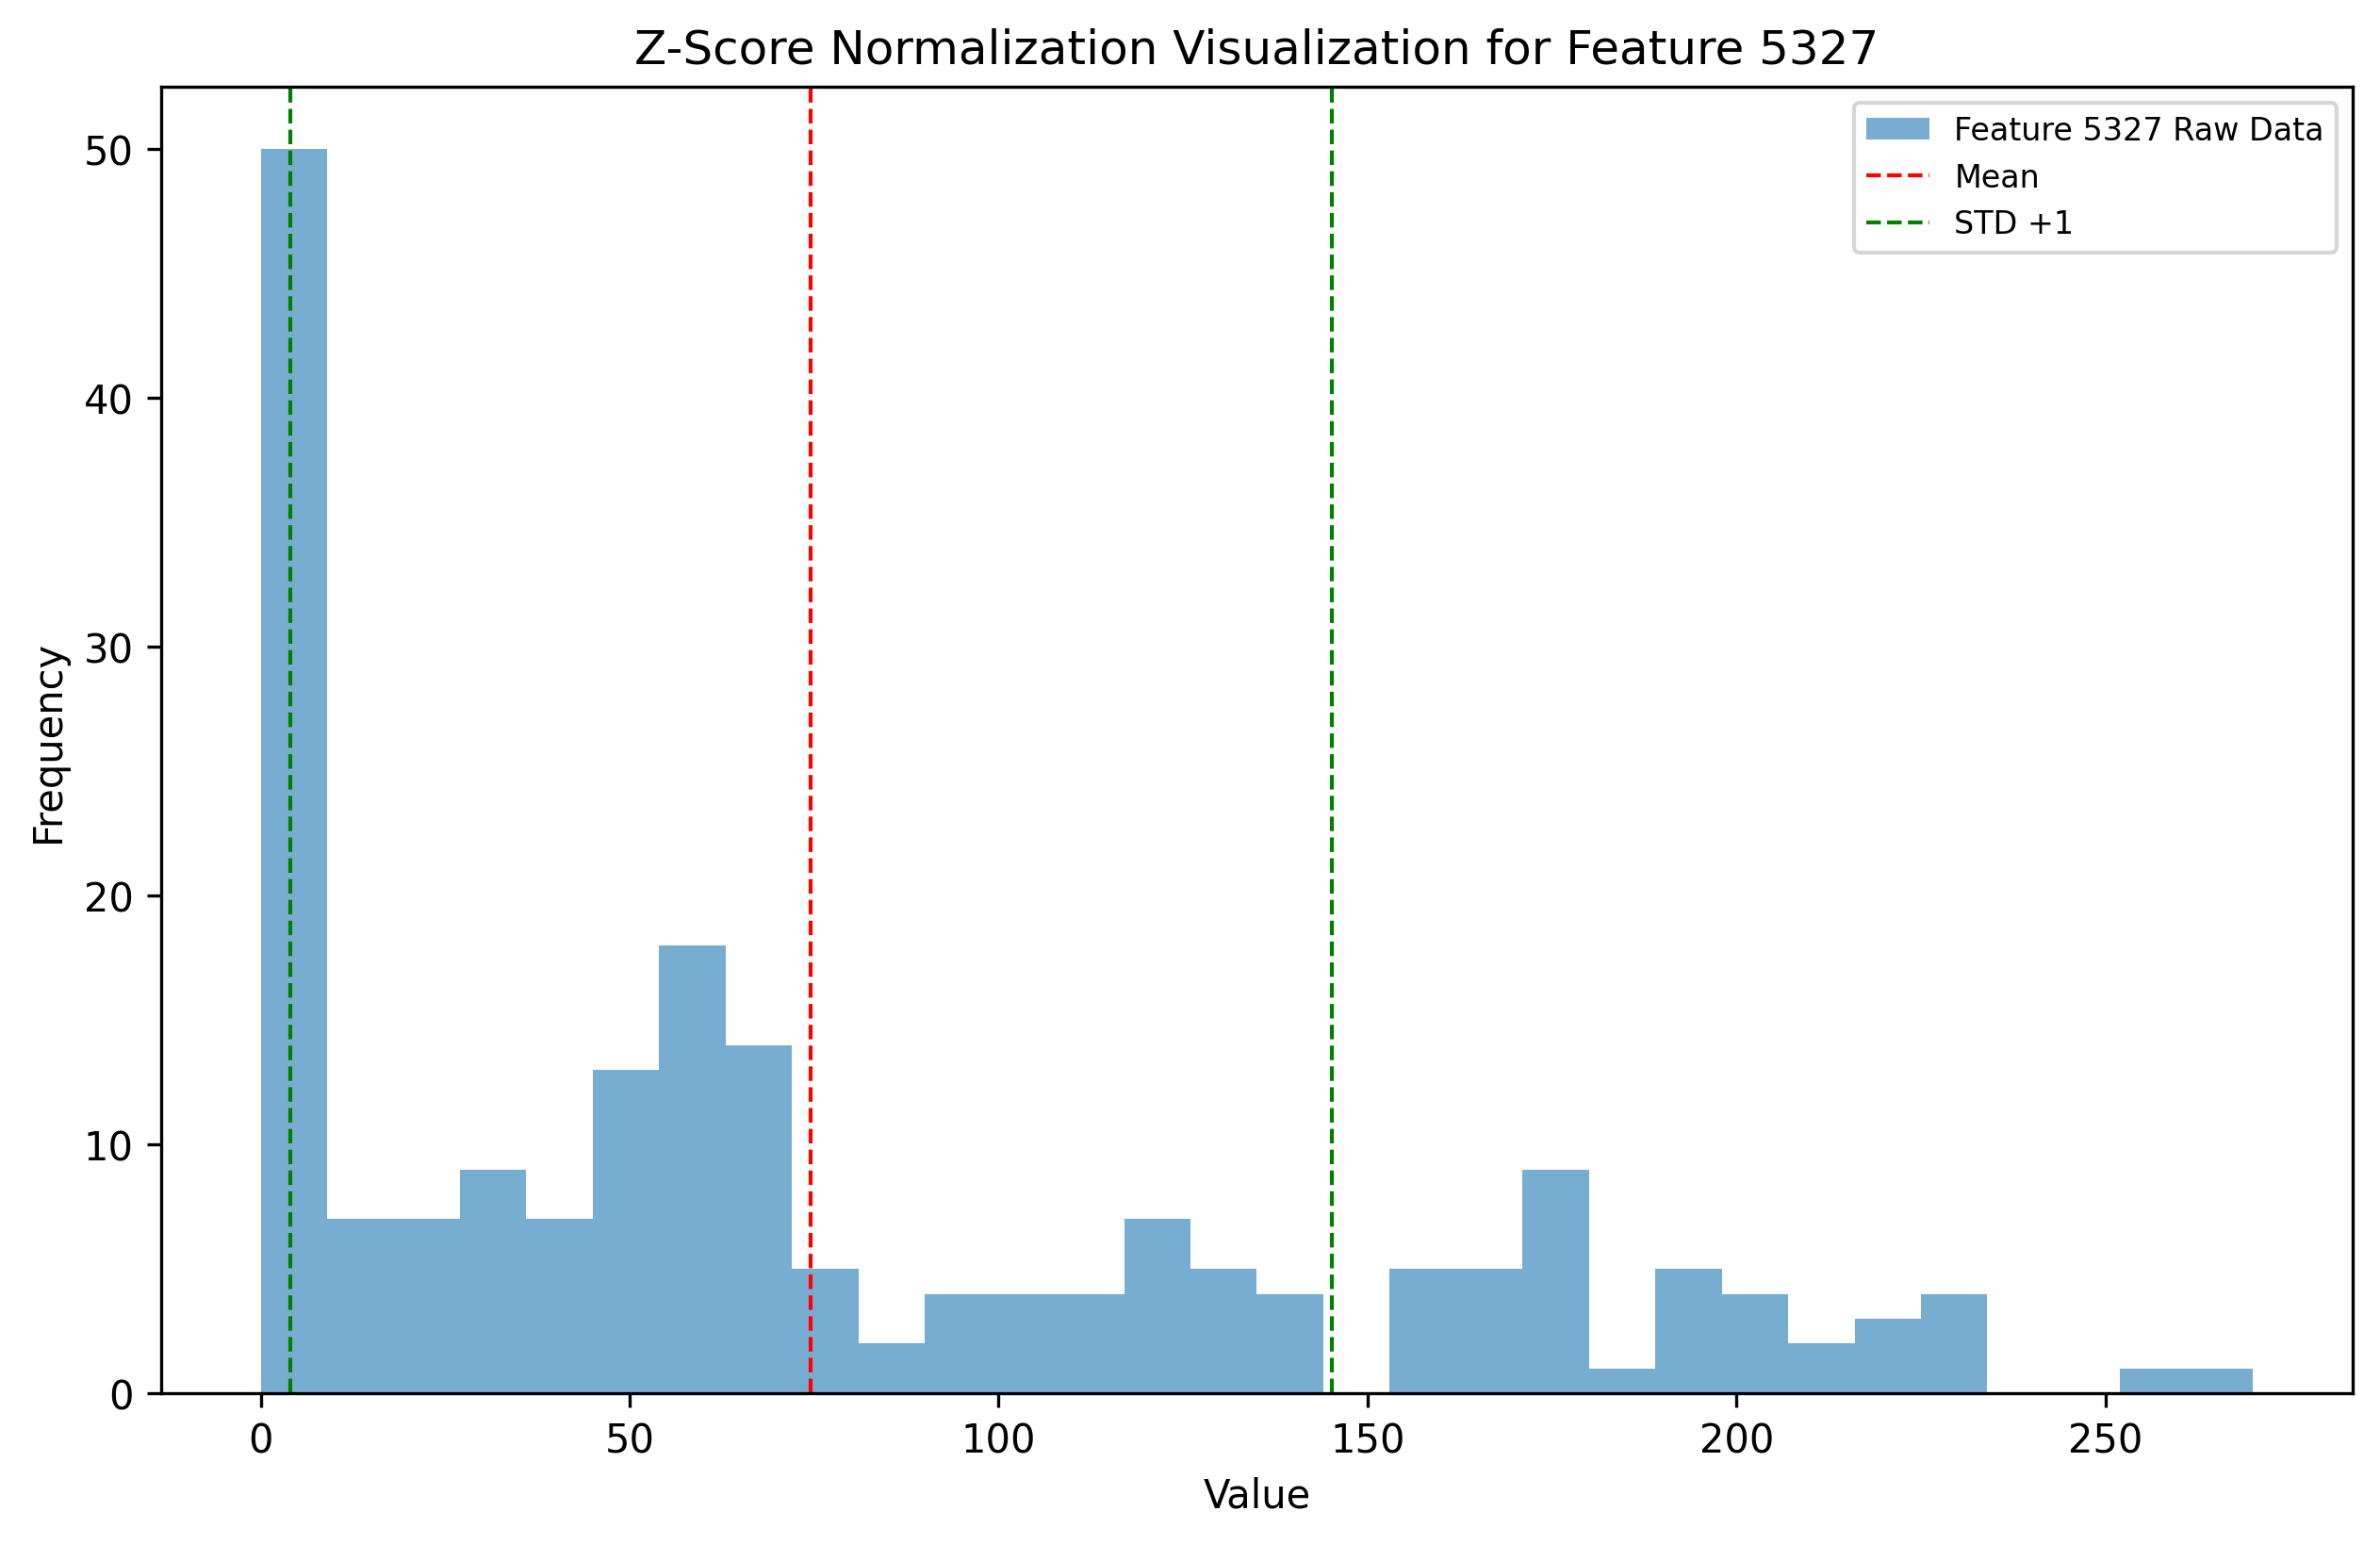 Z-Score Normalization Visualization for Feature 5327
Feature 5327 Raw Data
Mean
STD +1
50
40
30
20
10
0
Frequency
0 50 100 150 200 250
Value